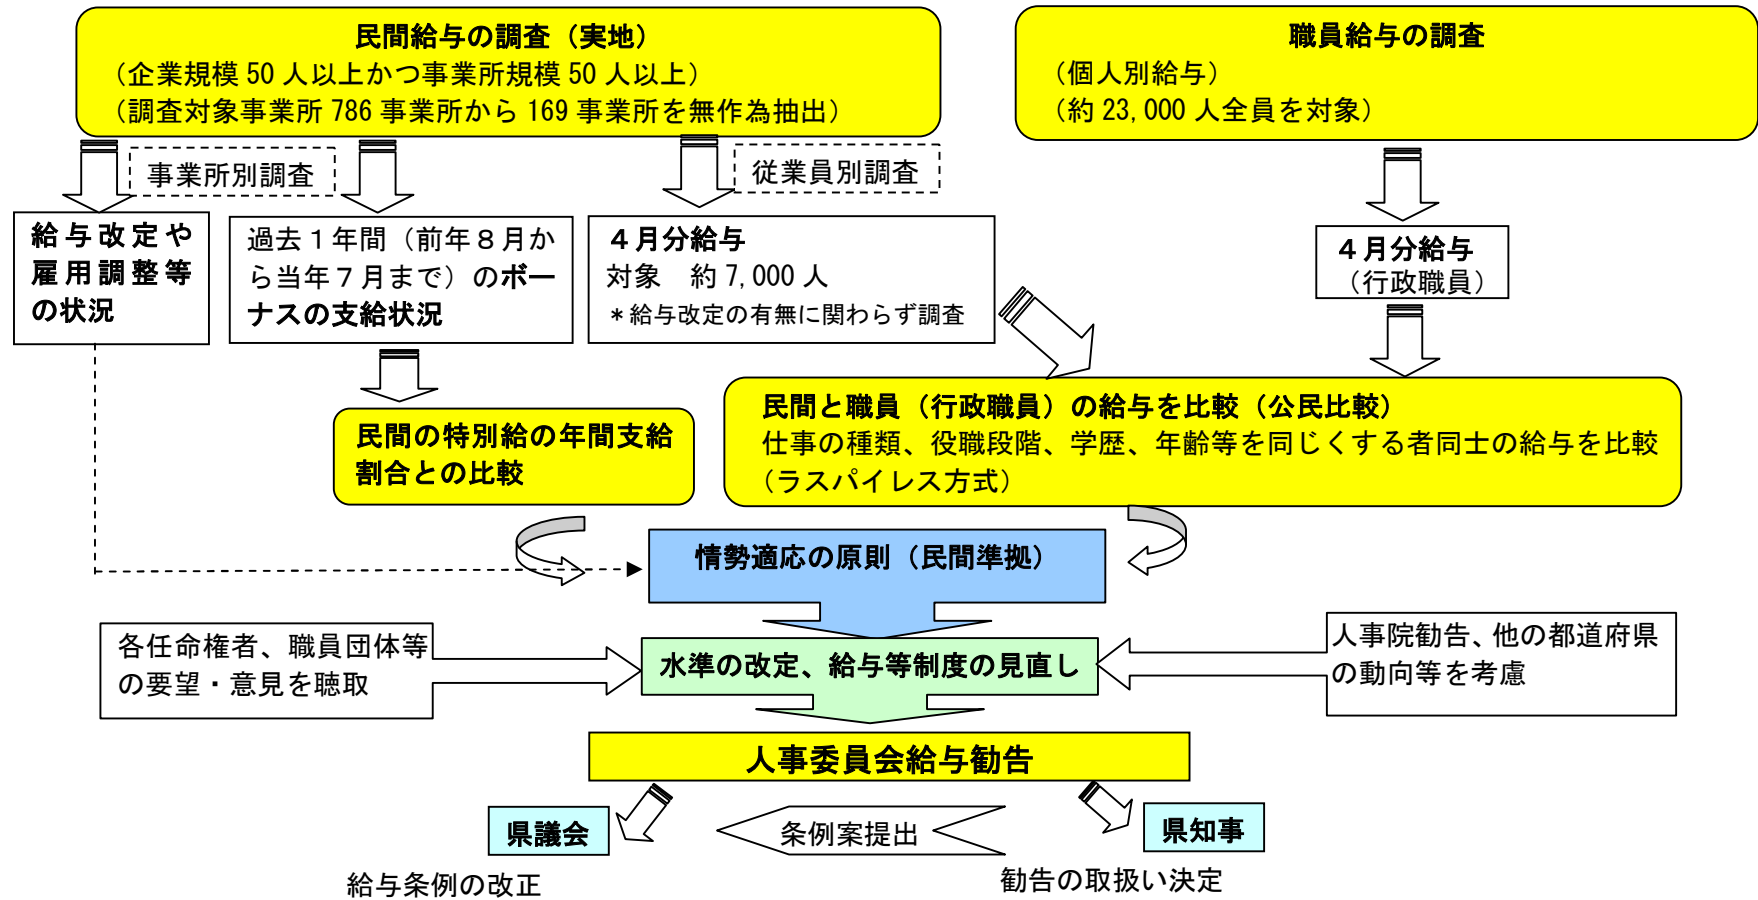 民間給与の調査（実地）
（企業規模 50 人以上かつ事業所規模 50 人以上）
（調査対象事業所 786 事業所から 169 事業所を無作為抽出）
職員給与の調査
（個人別給与）
（約 23,000 人全員を対象）
事業所別調査
従業員別調査
給与改定や
雇用調整等
の状況
過去１年間（前年８月か
ら当年７月まで）のボー
ナスの支給状況
４月分給与
対象　約 7,000 人
＊給与改定の有無に関わらず調査
４月分給与
（行政職員）
民間の特別給の年間支給
割合との比較
民間と職員（行政職員）の給与を比較（公民比較）
仕事の種類、役職段階、学歴、年齢等を同じくする者同士の給与を比較
（ラスパイレス方式）
情勢適応の原則（民間準拠）
各任命権者、職員団体等
の要望・意見を聴取
水準の改定、給与等制度の見直し
人事院勧告、他の都道府県
の動向等を考慮
人事委員会給与勧告
県議会
条例案提出
県知事
給与条例の改正
勧告の取扱い決定